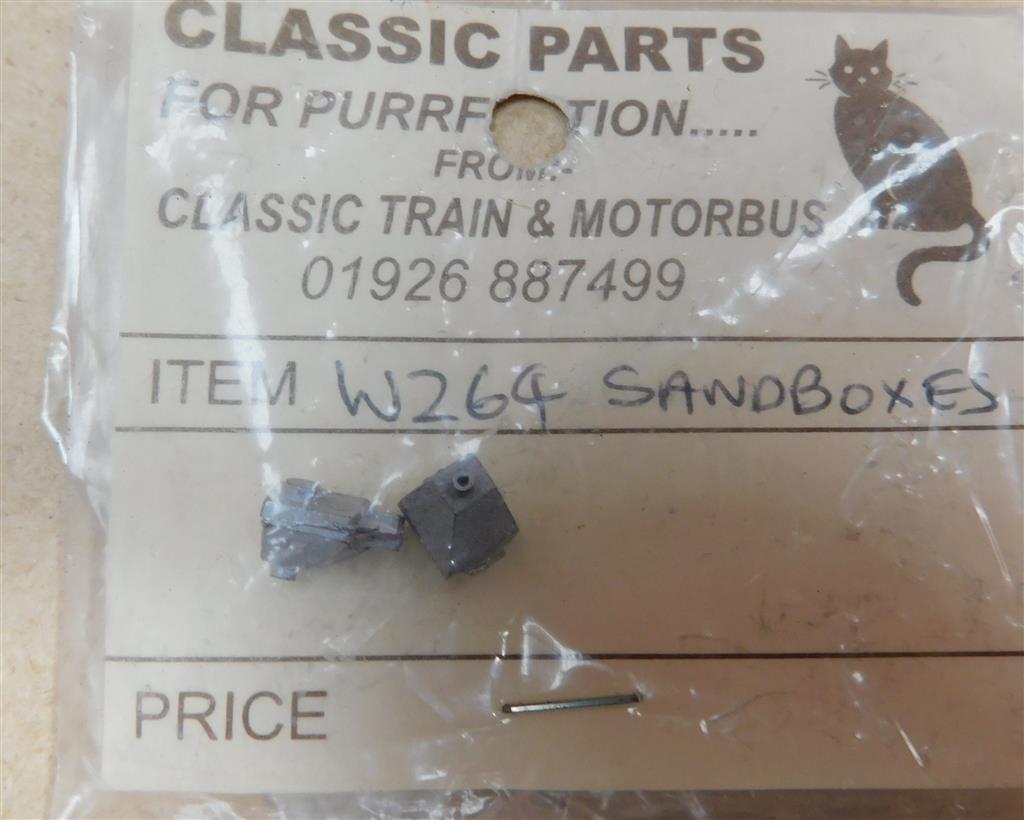 CLASSIC PARTS
FOR PURRF TION.....
FROM:-
CLASSIC TRAIN & MOTORBUS
01926 887499
ITEM W264 SANDBOXES
PRICE